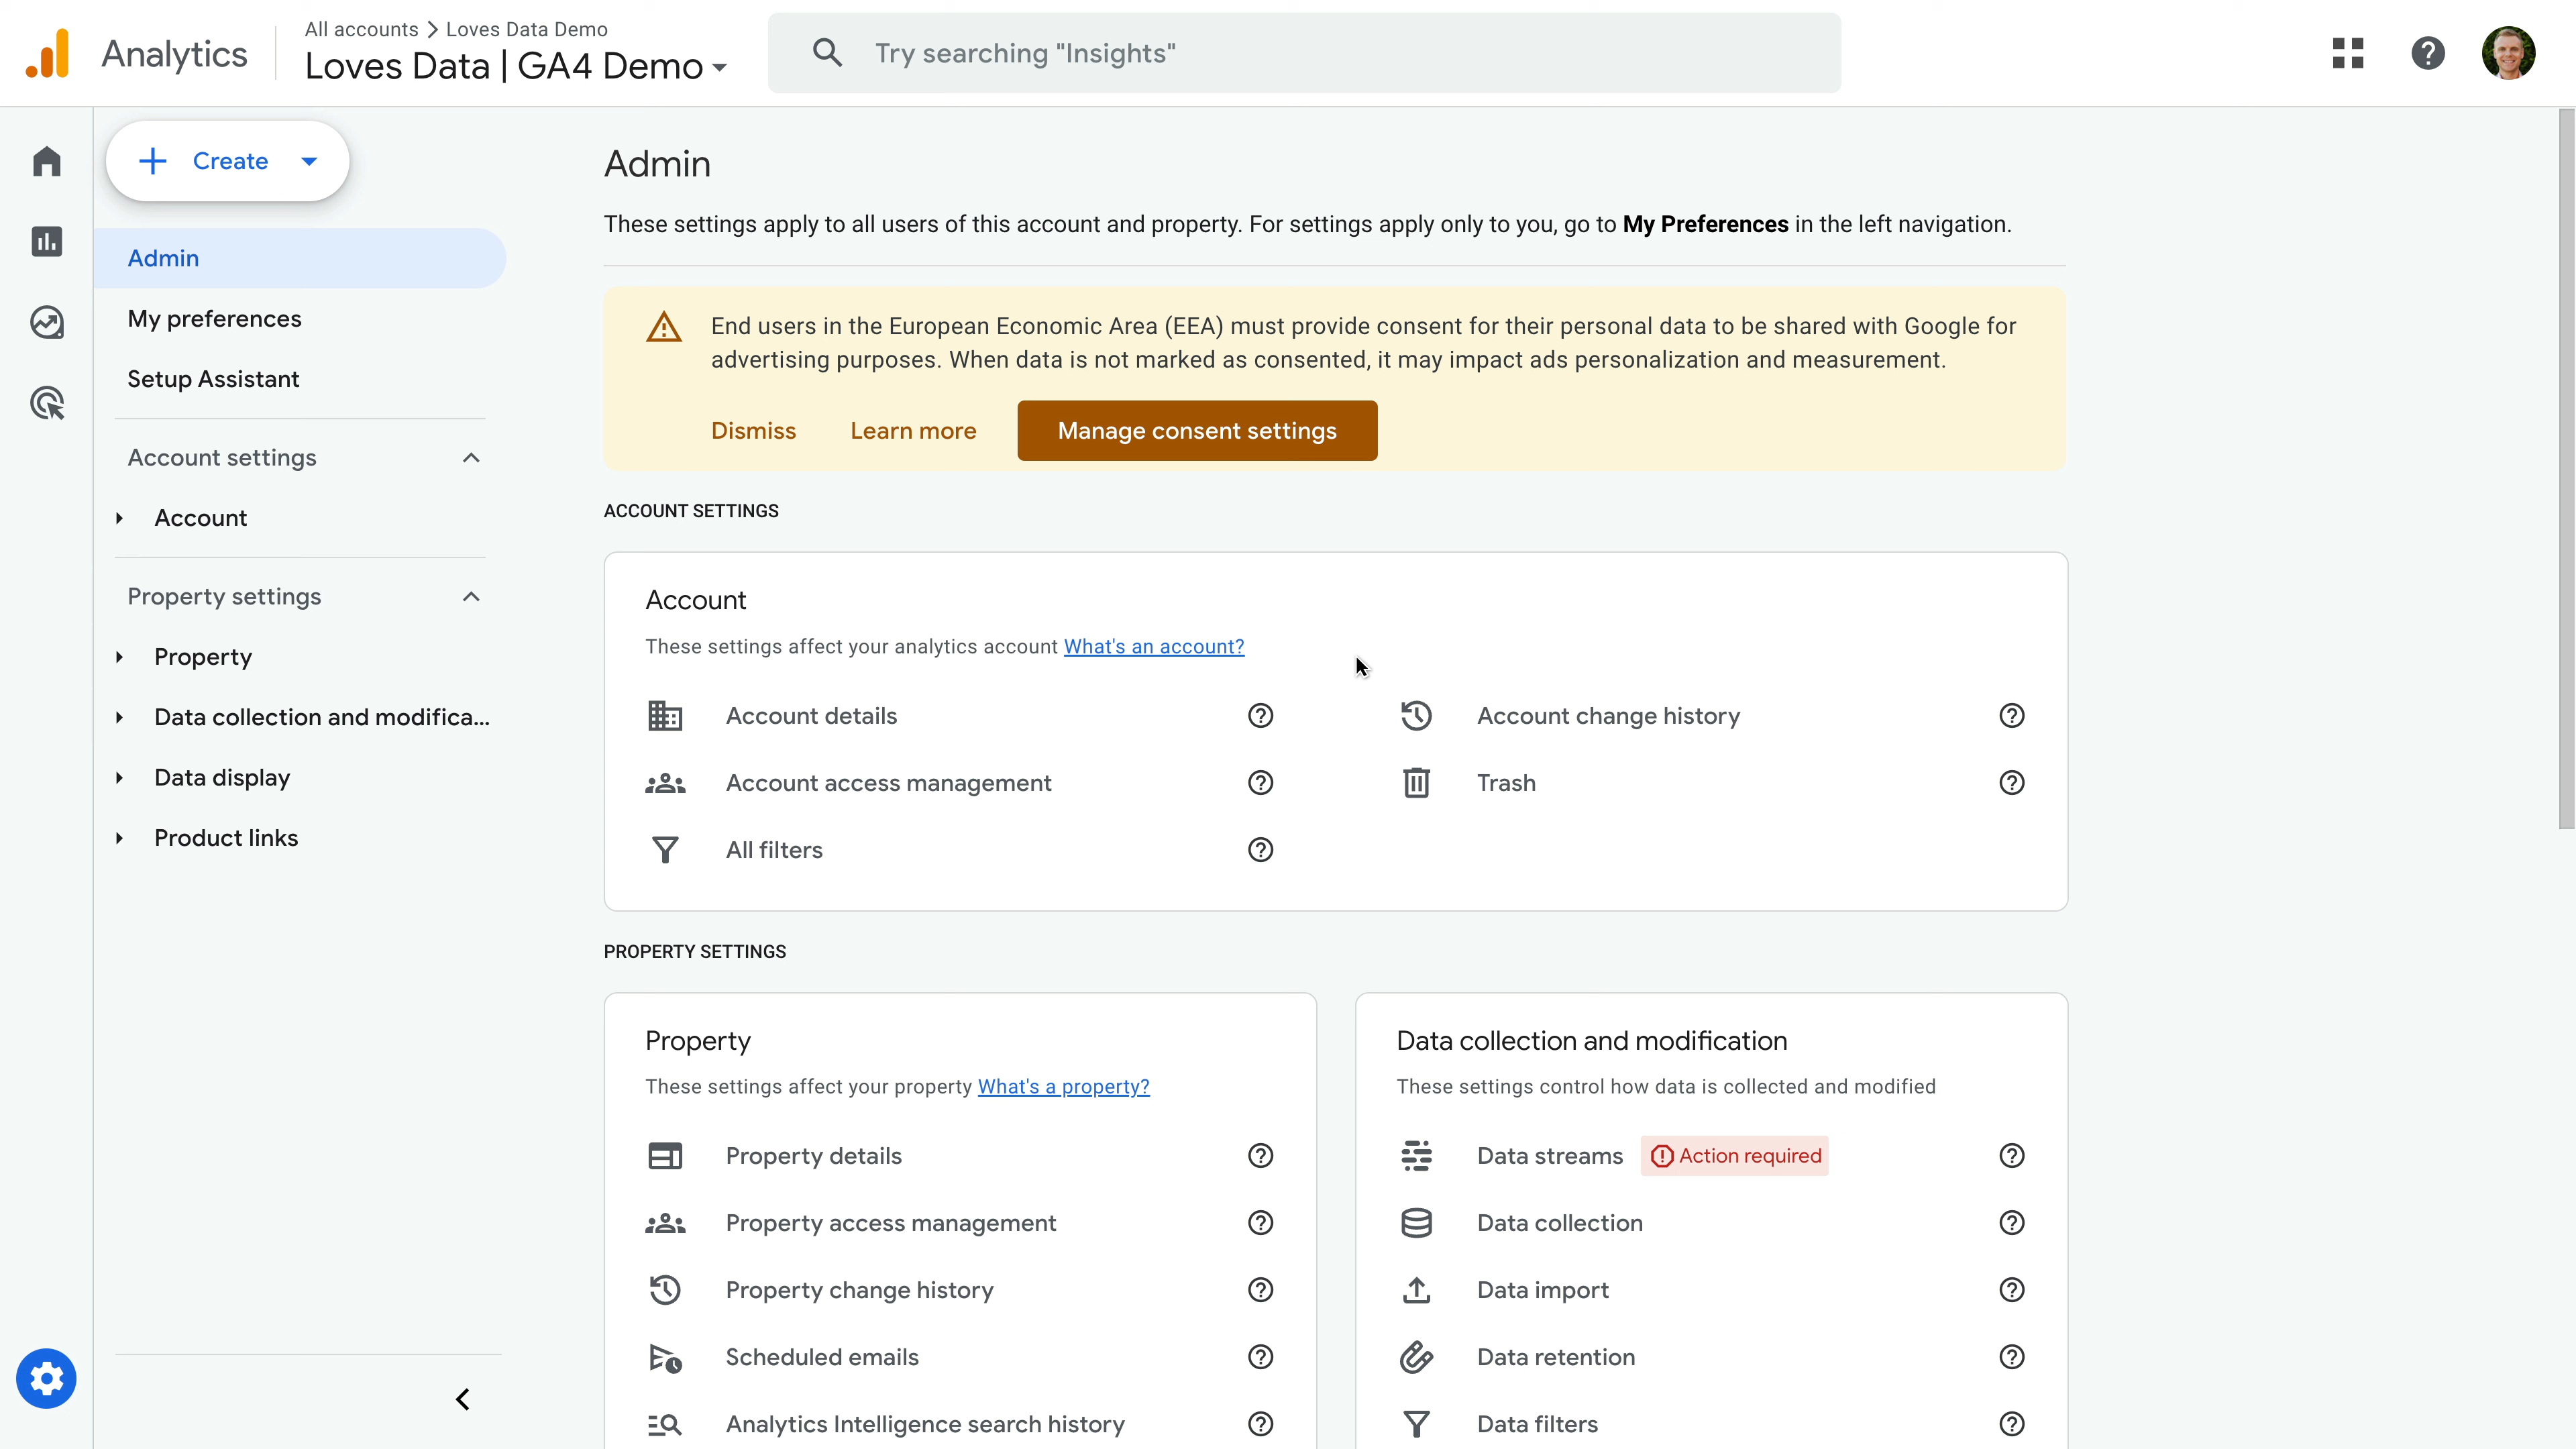 Analytics
All accounts > Loves Data Demo
Loves Data | GA4 Demo
Try searching "Insights"
Create
Admin
My preferences
Setup Assistant
Account settings
Account
Property settings
Property
Data collection and modifica...
Data display
Product links
Admin
These settings apply to all users of this account and property. For settings apply only to you, go to My Preferences in the left navigation.
End users in the European Economic Area (EEA) must provide consent for their personal data to be shared with Google for
advertising purposes. When data is not marked as consented, it may impact ads personalization and measurement.
Dismiss Learn more Manage consent settings
ACCOUNT SETTINGS
Account
These settings affect your analytics account What's an account?
Account details
Account change history
Account access management
Trash
All filters
PROPERTY SETTINGS
Property
These settings affect your property What's a property?
Property details
Property access management
Property change history
Scheduled emails
Analytics Intelligence search history
Data collection and modification
These settings control how data is collected and modified
Data streams Action required
Data collection
Data import
Data retention
Data filters